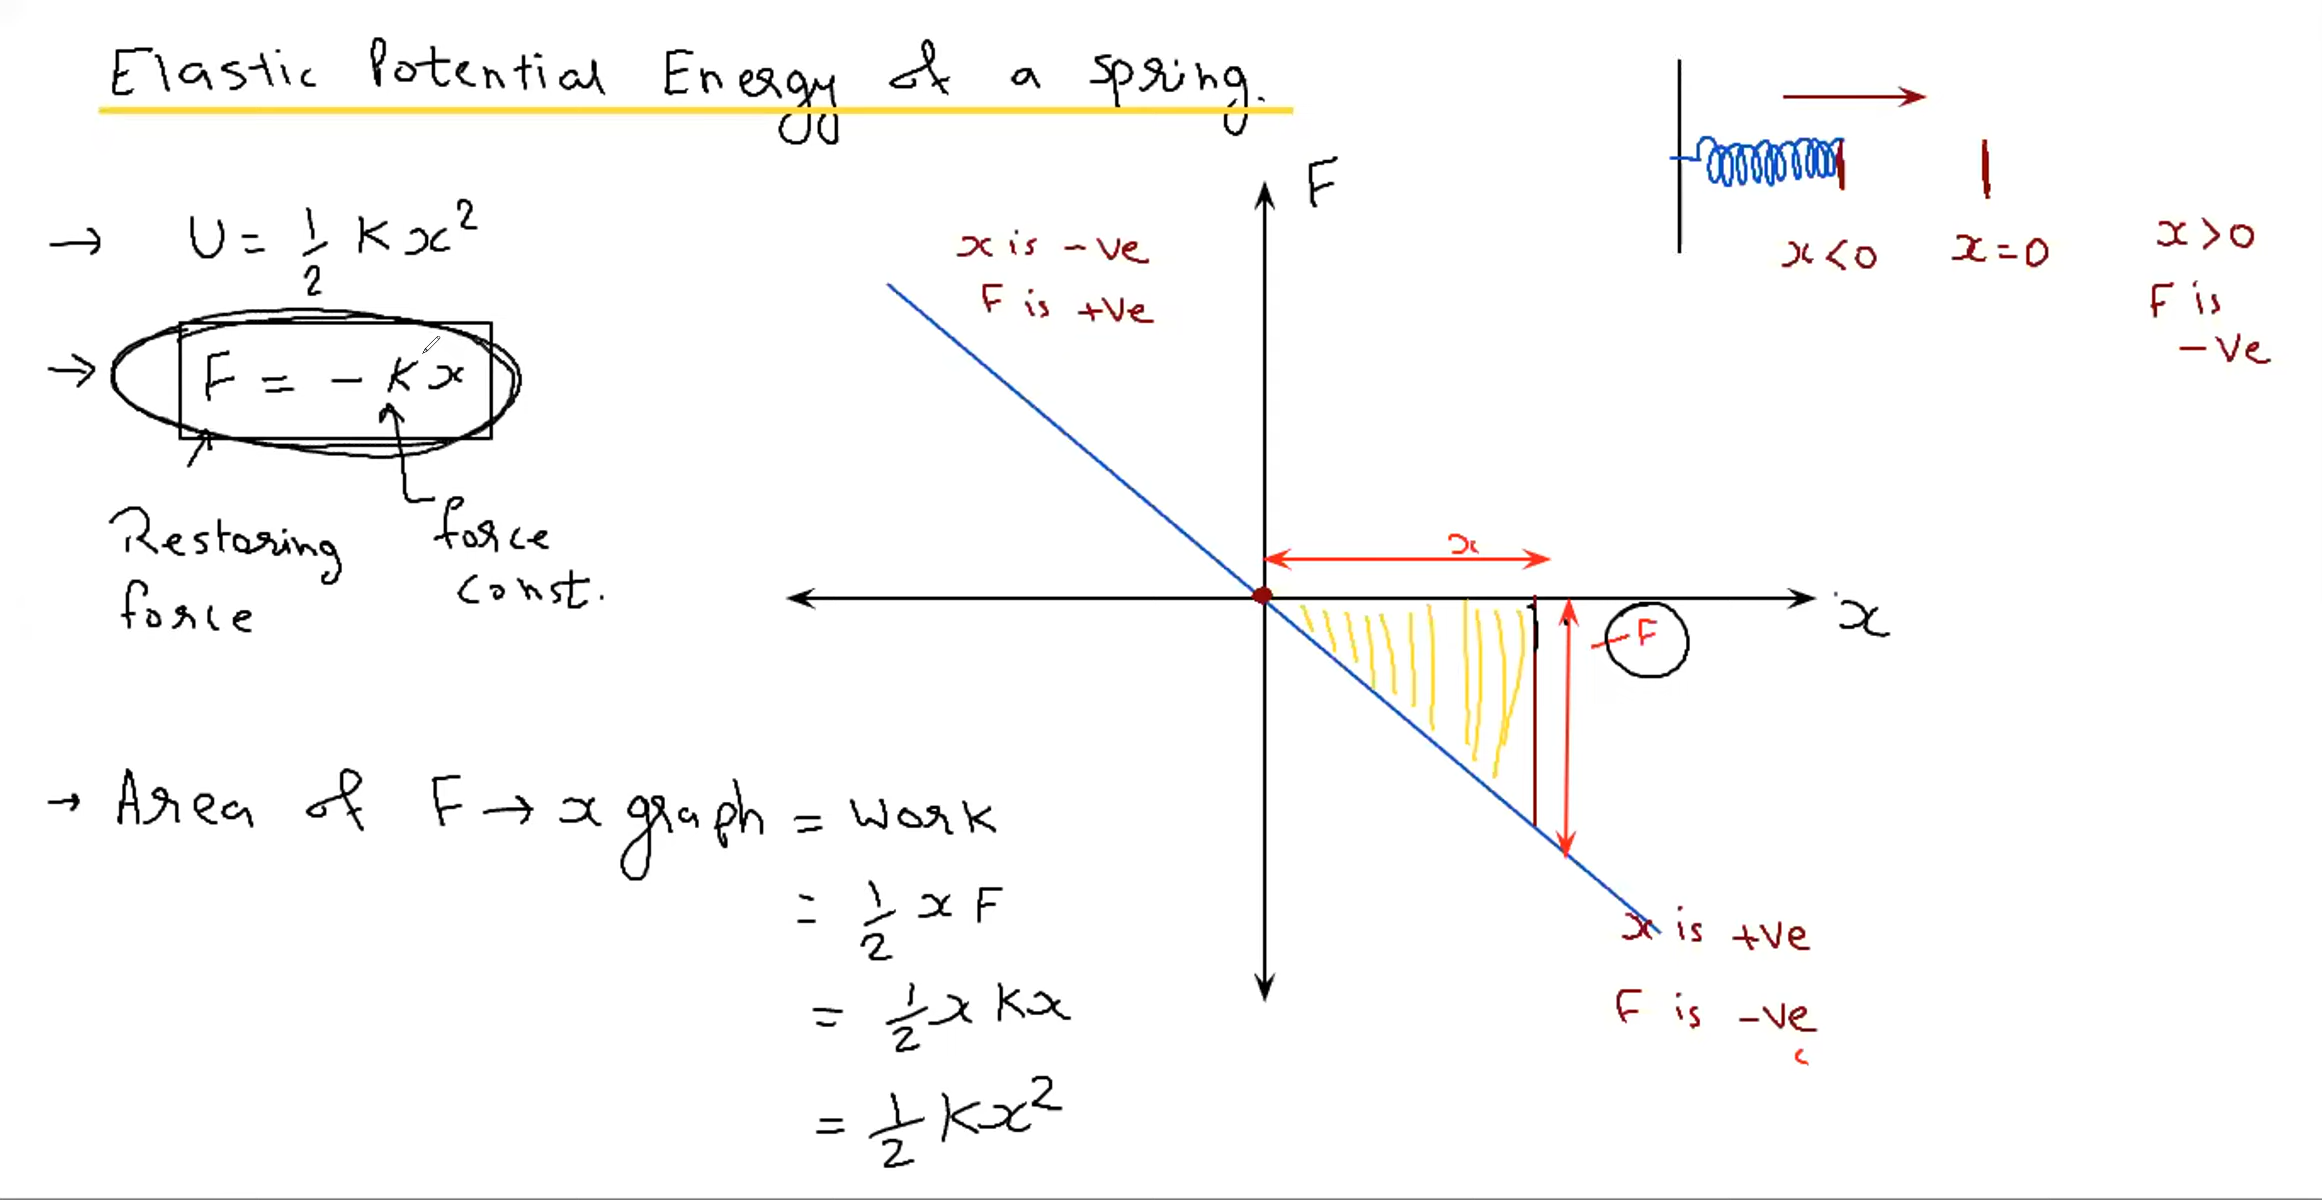 Elastic Potential Energy of a spring.
→ U = 1/2 Kx²
→ F = - Kx
Restoring force
force const.
→ Area of F → x graph = Work
= 1/2 x F
= 1/2 x Kx
= 1/2 Kx²
F
x is -ve
F is +ve
x
x
-F
x is +ve
F is -ve
x<0
x=0
x>0
F is
-ve